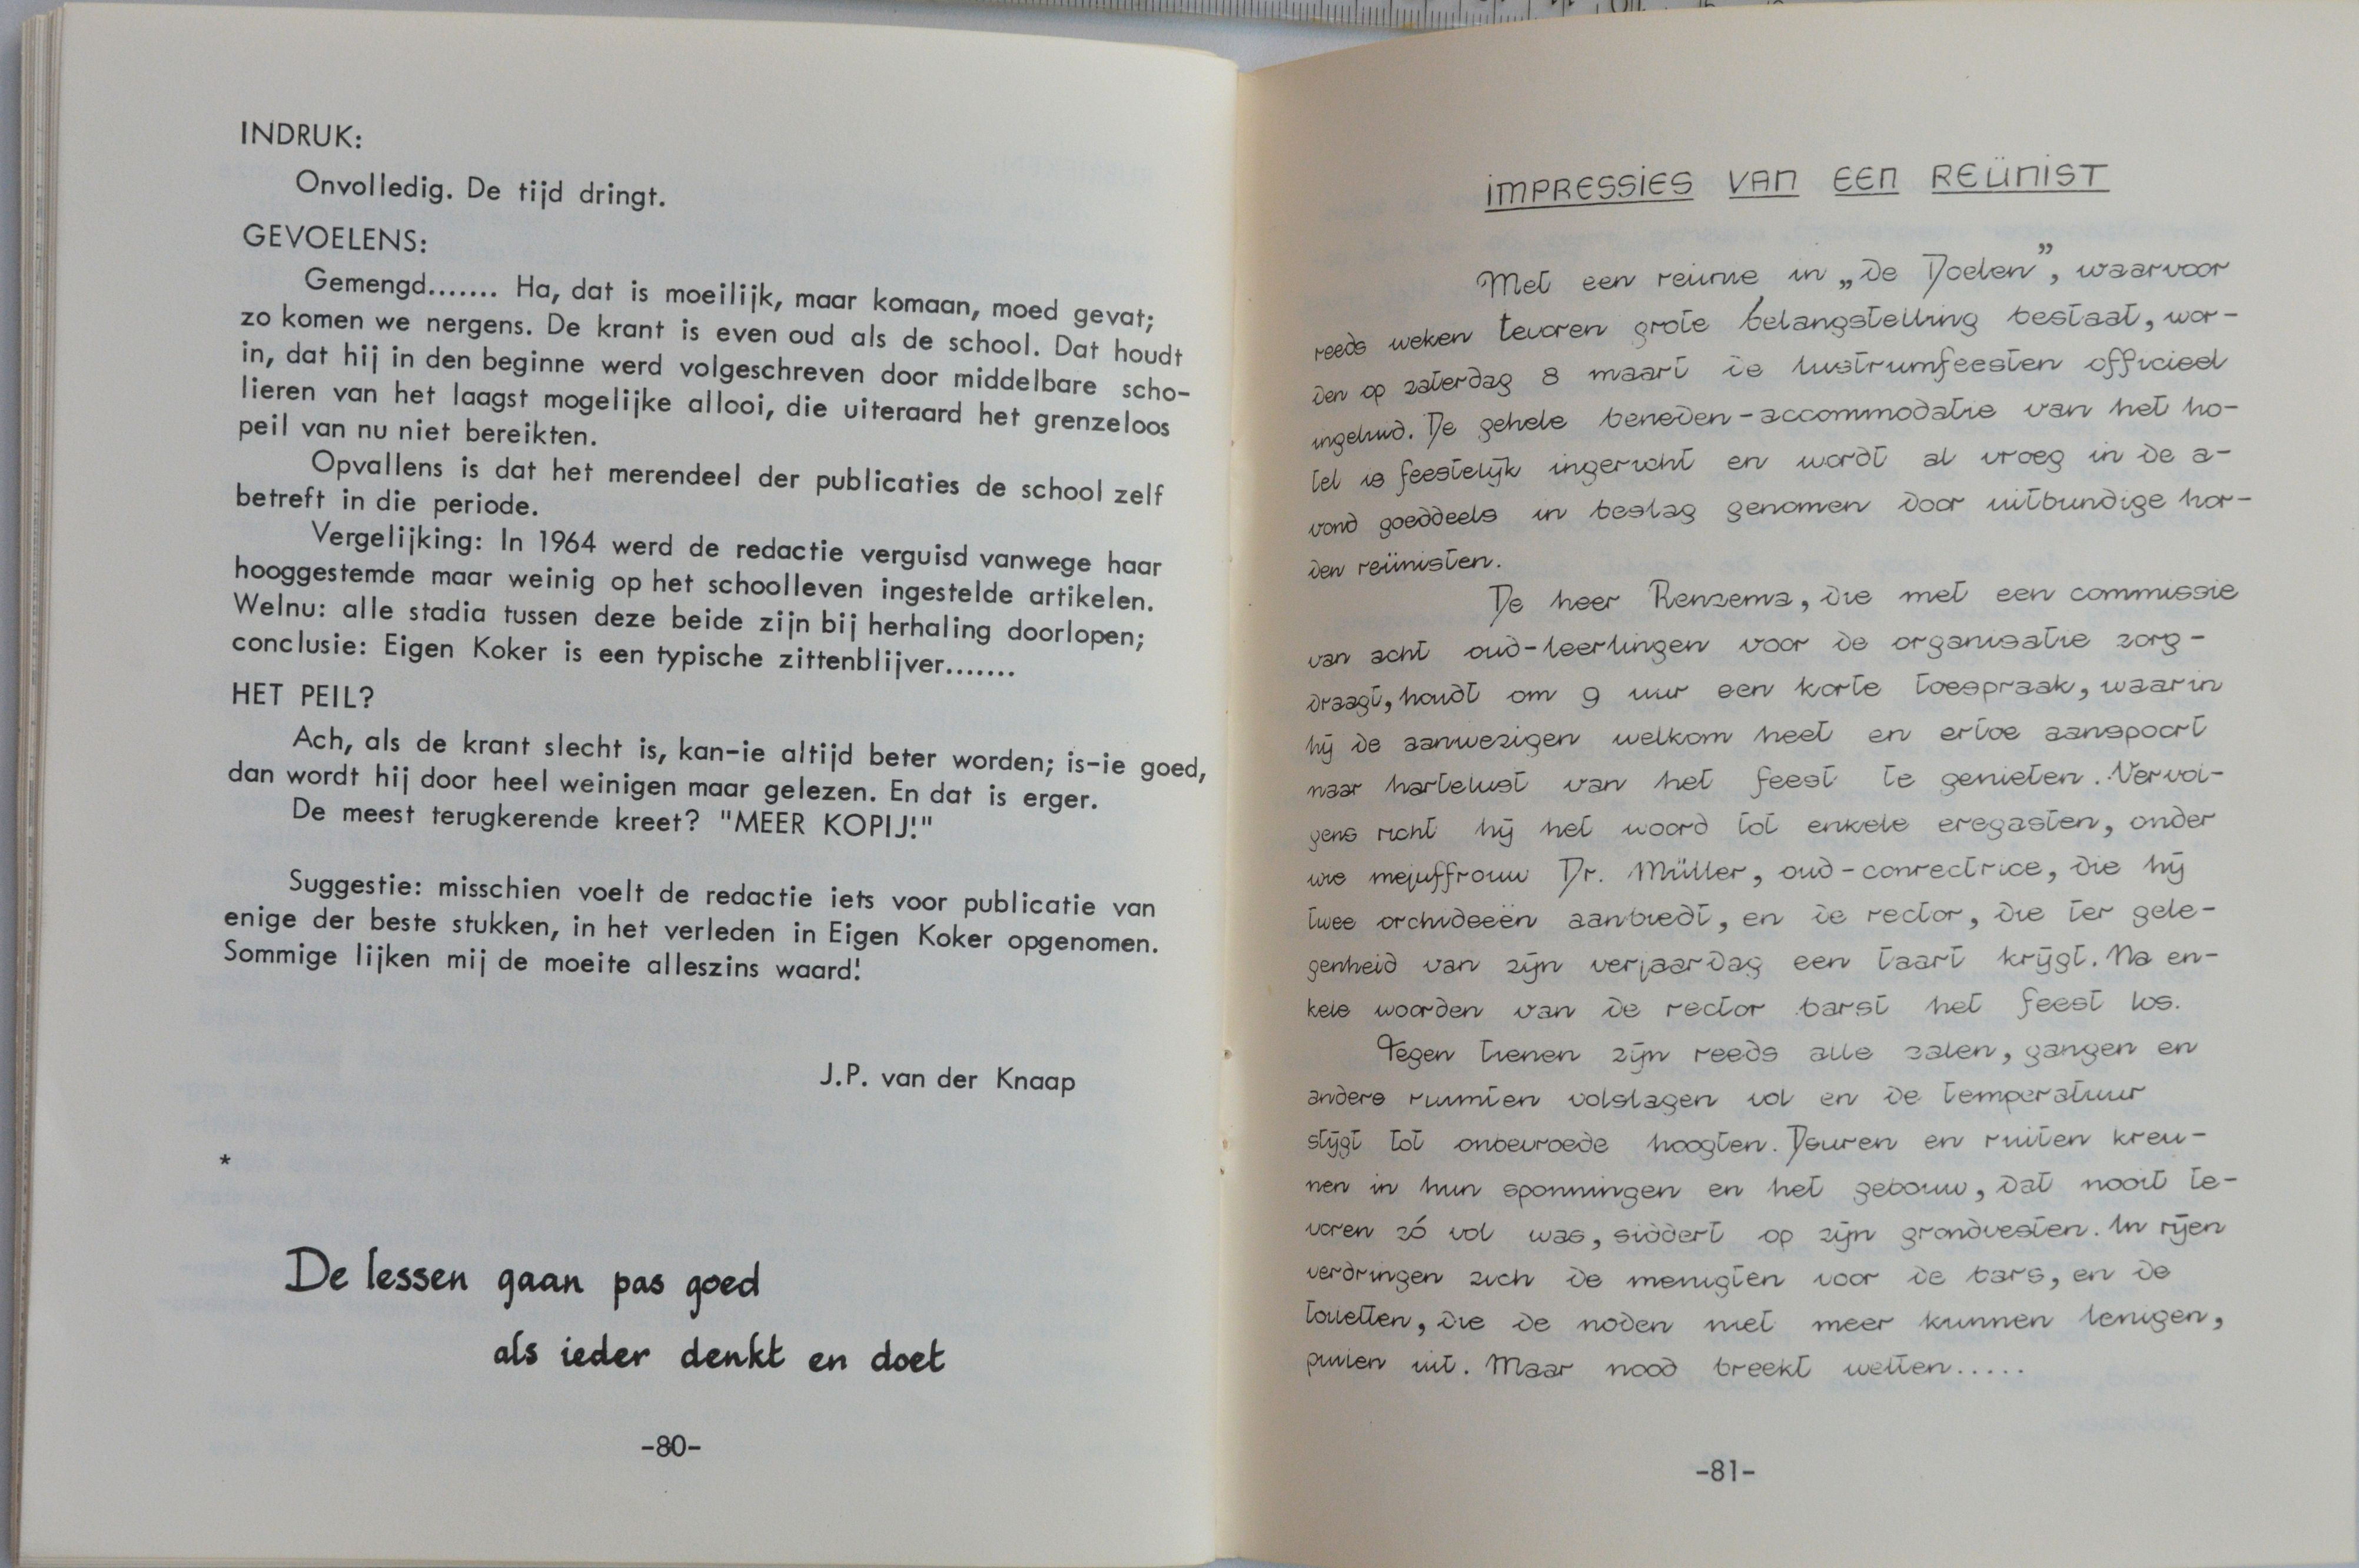 INDRUK:
Onvolledig. De tijd dringt.
GEVOELENS:
Gemengd....... Ha, dat is moeilijk, maar komaan, moed gevat;
zo komen we nergens. De krant is even oud als de school. Dat houdt
in, dat hij in den beginne werd volgeschreven door middelbare scho-
lieren van het laagst mogelijke allooi, die uiteraard het grenzeloos
peil van nu niet bereikten.
Opvallens is dat het merendeel der publicaties de school zelf
betreft in die periode.
Vergelijking: In 1964 werd de redactie verguisd vanwege haar
hooggestemde maar weinig op het schoolleven ingestelde artikelen.
Welnu: alle stadia tussen deze beide zijn bij herhaling doorlopen;
conclusie: Eigen Koker is een typische zittenblijver.......
HET PEIL?
Ach, als de krant slecht is, kan-ie altijd beter worden; is-ie goed,
dan wordt hij door heel weinigen maar gelezen. En dat is erger.
De meest terugkerende kreet? "MEER KOPIJ!"
Suggestie: misschien voelt de redactie iets voor publicatie van
enige der beste stukken, in het verleden in Eigen Koker opgenomen.
Sommige lijken mij de moeite alleszins waard!
J.P. van der Knaap
*
De lessen gaan pas goed
als ieder denkt en doet
-80-
IMPRESSIES VAN EEN REÜNIST
Met een reünie in „De Doelen”, waarvoor
reeds weken tevoren grote belangstelling bestaat, wor-
den op zaterdag 8 maart de lustrumfeesten officieel
ingeluid. De gehele beneden-accommodatie van het ho-
tel is feestelijk ingericht en wordt al vroeg in de a-
vond goeddeels in beslag genomen door uitbundige hor-
den reünisten.
De heer Renzema, die met een commissie
van acht oud-leerlingen voor de organisatie zorg-
draagt, houdt om 9 uur een korte toespraak, waarin
hij de aanwezigen welkom heet en ertoe aanspoort
naar hartelust van het feest te genieten. Vervol-
gens richt hij het woord tot enkele eregasten, onder
wie mejuffrouw Dr. Müller, oud-conrectrice, die hij
twee orchideeën aanbiedt, en de rector, die ter gele-
genheid van zijn verjaardag een taart krijgt. Na en-
kele woorden van de rector barst het feest los.
Tegen tienen zijn reeds alle zalen, gangen en
andere ruimten volslagen vol en de temperatuur
stijgt tot onbevroede hoogten. Deuren en ruiten kreu-
nen in hun sponningen en het gebouw, dat nooit te-
voren zó vol was, siddert op zijn grondvesten. In rijen
verdringen zich de menigten voor de bars, en de
toiletten, die de noden niet meer kunnen lenigen,
puilen uit. Maar nood breekt wetten.....
-81-